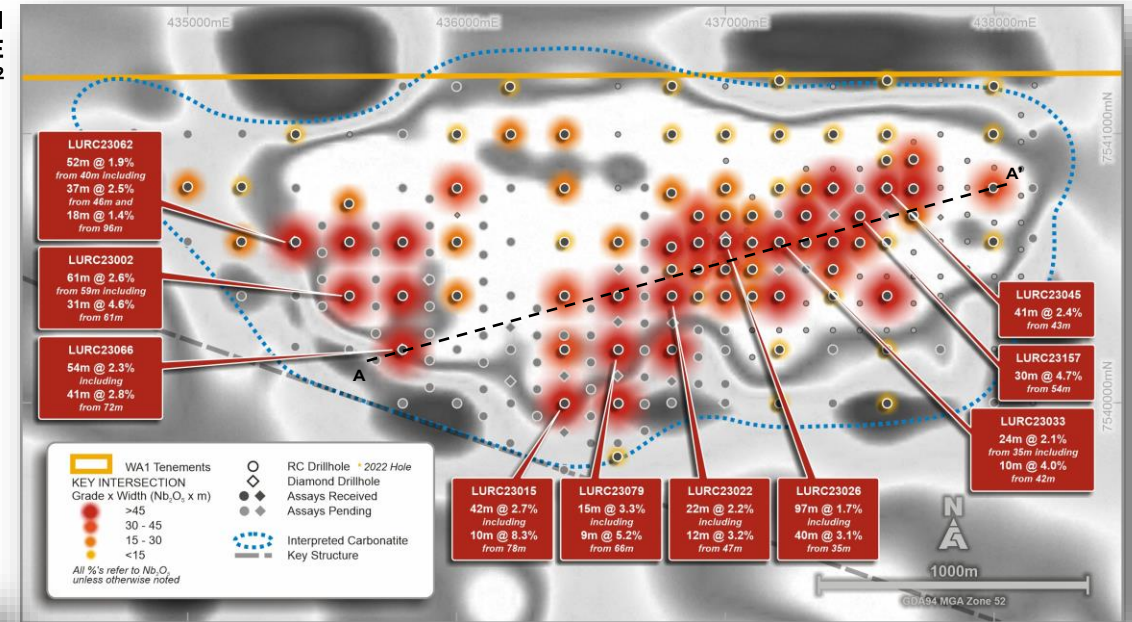 435000mE
436000mE
437000mE
438000mE
7541000mN
7540000mN
LURC23062
52m @ 1.9%
from 40m including
37m @ 2.5%
from 46m and
18m @ 1.4%
from 96m
LURC23002
61m @ 2.6%
from 59m including
31m @ 4.6%
from 61m
LURC23066
54m @ 2.3%
including
41m @ 2.8%
from 72m
A
A'
LURC23045
41m @ 2.4%
from 43m
LURC23157
30m @ 4.7%
from 54m
LURC23033
24m @ 2.1%
from 35m including
10m @ 4.0%
from 42m
LURC23015
42m @ 2.7%
including
10m @ 8.3%
from 78m
LURC23079
15m @ 3.3%
including
9m @ 5.2%
from 66m
LURC23022
22m @ 2.2%
including
12m @ 3.2%
from 47m
LURC23026
97m @ 1.7%
including
40m @ 3.1%
from 35m
WA1 Tenements
KEY INTERSECTION
Grade x Width (Nb₂O₅ x m)
>45
30 - 45
15 - 30
<15
All %'s refer to Nb₂O₅
unless otherwise noted
RC Drillhole • 2022 Hole
Diamond Drillhole
Assays Received
Assays Pending
Interpreted Carbonatite
Key Structure
N
1000m
GDA94 MGA Zone 52